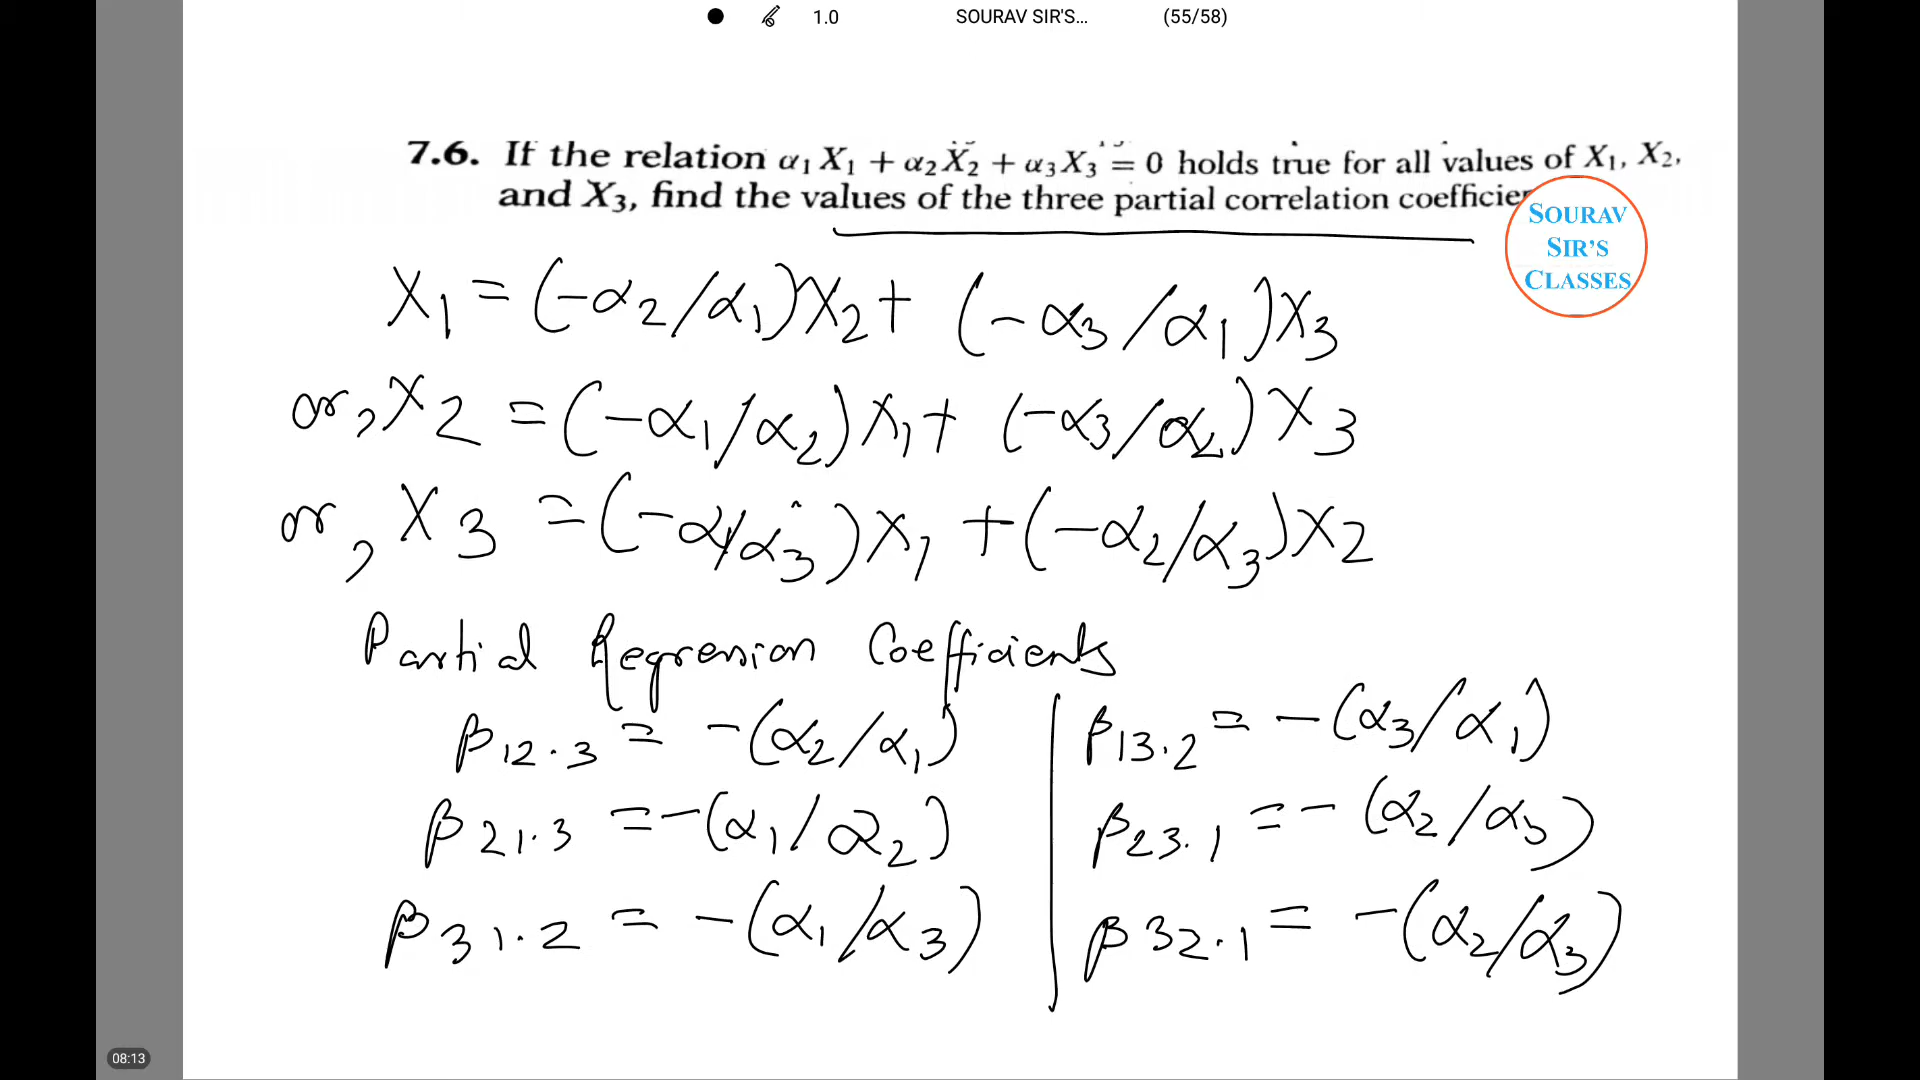 1.0 SOURAV SIR'S... (55/58)
7.6. If the relation α₁X₁ + α₂X₂ + α₃X₃ = 0 holds true for all values of X₁, X₂,
and X₃, find the values of the three partial correlation coefficie
SOURAV
SIR'S
CLASSES
X₁ = (-α₂/α₁)X₂ + (-α₃/α₁)X₃
or, X₂ = (-α₁/α₂)X₁ + (-α₃/α₂)X₃
or, X₃ = (-α₁/α₃)X₁ + (-α₂/α₃)X₂
Partial Regression Coefficients
β₁₂.₃ = -(α₂/α₁) β₁₃.₂ = -(α₃/α₁)
β₂₁.₃ = -(α₁/α₂) β₂₃.₁ = -(α₂/α₃)
β₃₁.₂ = -(α₁/α₃) β₃₂.₁ = -(α₂/α₃)
08:13